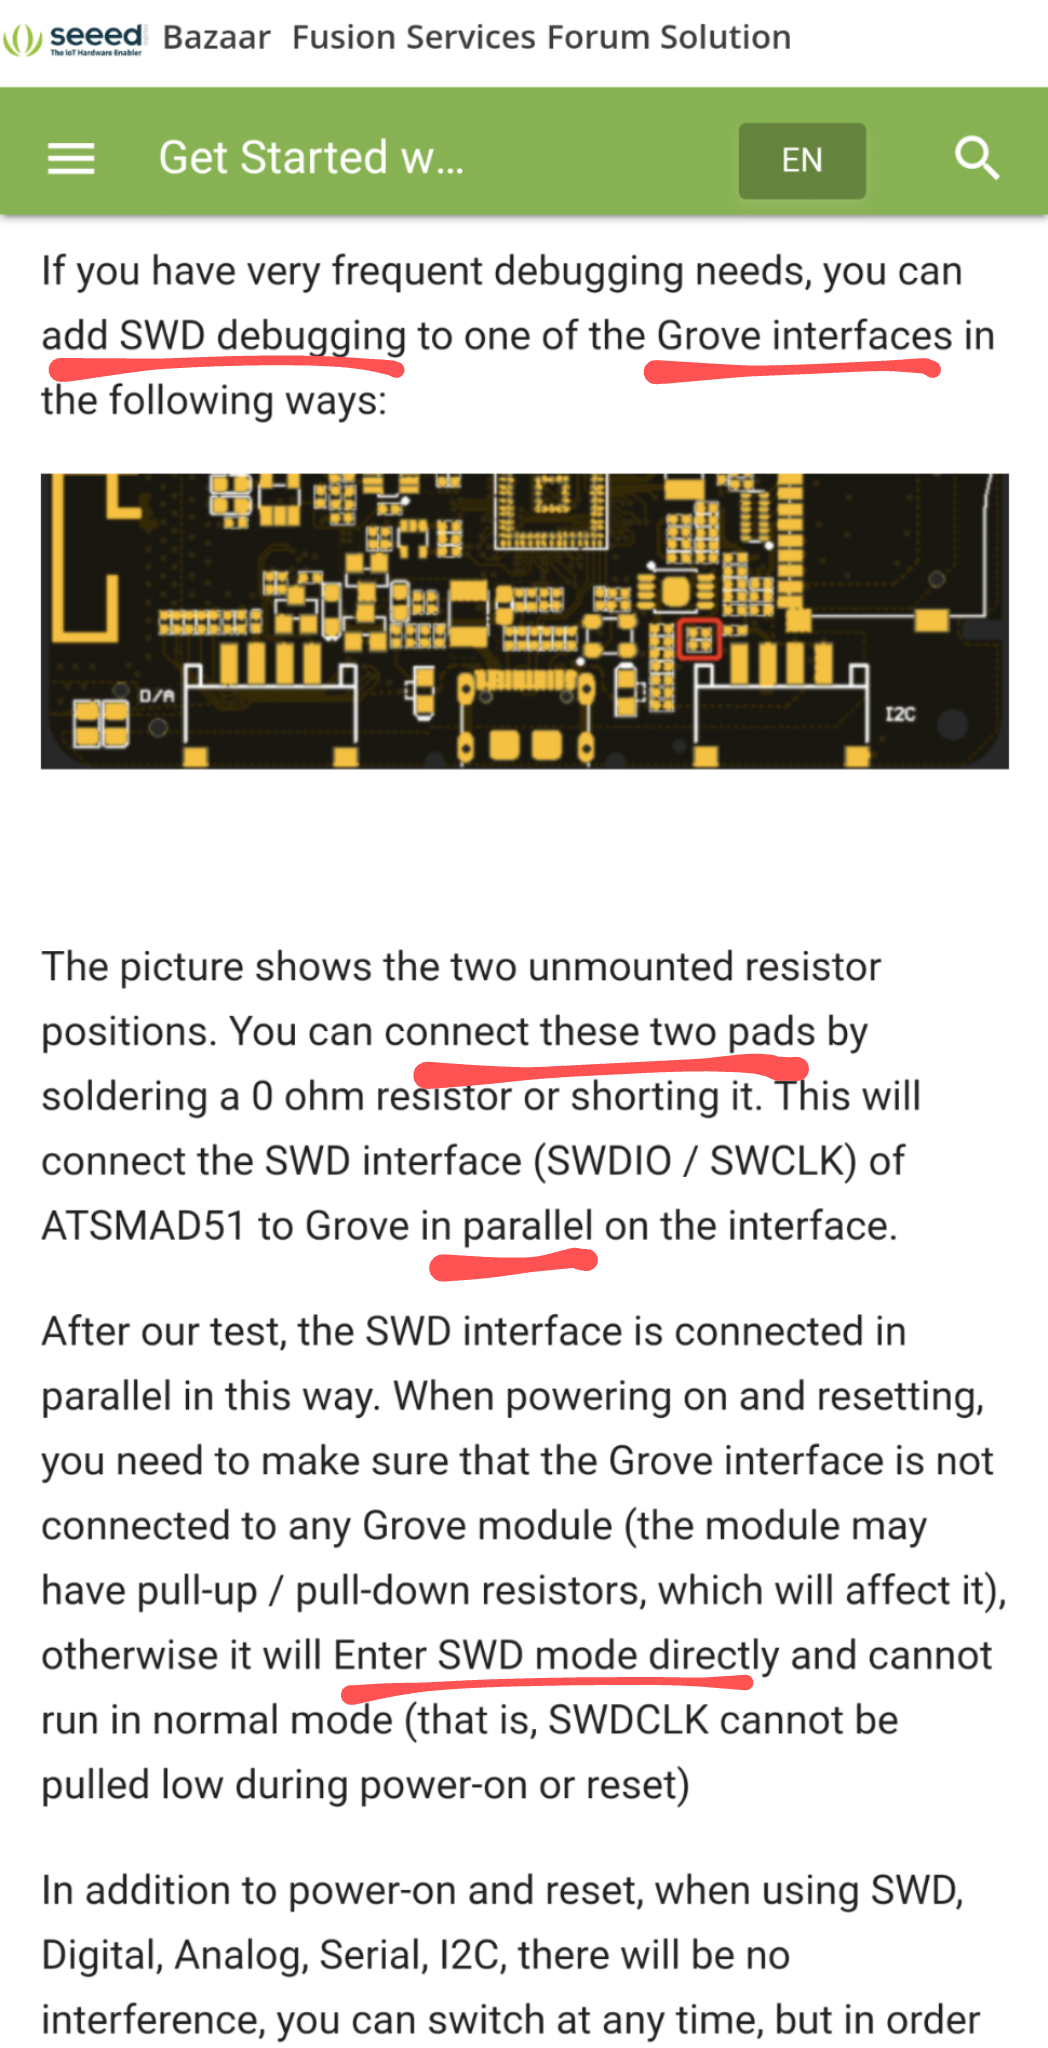 seeed Bazaar Fusion Services Forum Solution
The IoT Hardware Enabler
Get Started w... EN
If you have very frequent debugging needs, you can
add SWD debugging to one of the Grove interfaces in
the following ways:
D/A
I2C
The picture shows the two unmounted resistor
positions. You can connect these two pads by
soldering a 0 ohm resistor or shorting it. This will
connect the SWD interface (SWDIO / SWCLK) of
ATSMAD51 to Grove in parallel on the interface.
After our test, the SWD interface is connected in
parallel in this way. When powering on and resetting,
you need to make sure that the Grove interface is not
connected to any Grove module (the module may
have pull-up / pull-down resistors, which will affect it),
otherwise it will Enter SWD mode directly and cannot
run in normal mode (that is, SWDCLK cannot be
pulled low during power-on or reset)
In addition to power-on and reset, when using SWD,
Digital, Analog, Serial, I2C, there will be no
interference, you can switch at any time, but in order